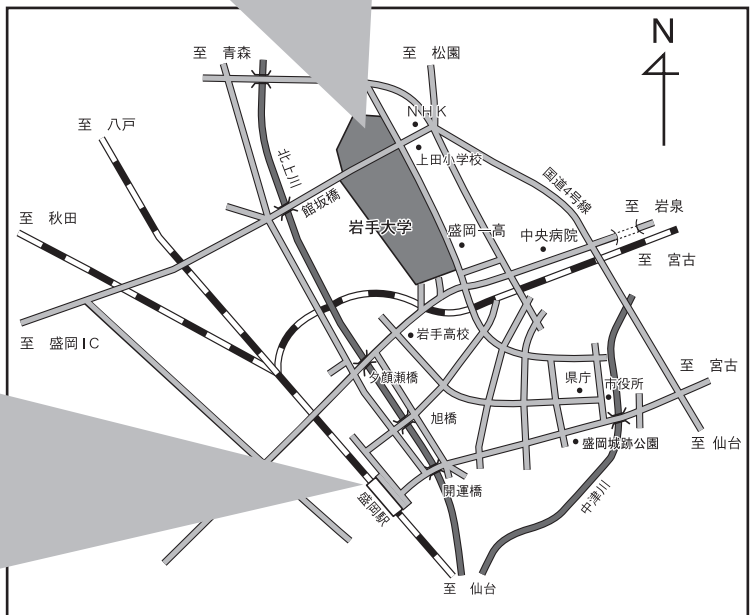 N
至 青森
至 松園
NHK
至 八戸
上田小学校
北上川
国道4号線
館坂橋
至 岩泉
至 秋田
岩手大学
盛岡一高
中央病院
至 宮古
岩手高校
至 盛岡IC
夕顔瀬橋
県庁
市役所
至 宮古
旭橋
盛岡城跡公園
至 仙台
開運橋
盛岡駅
中津川
至 仙台